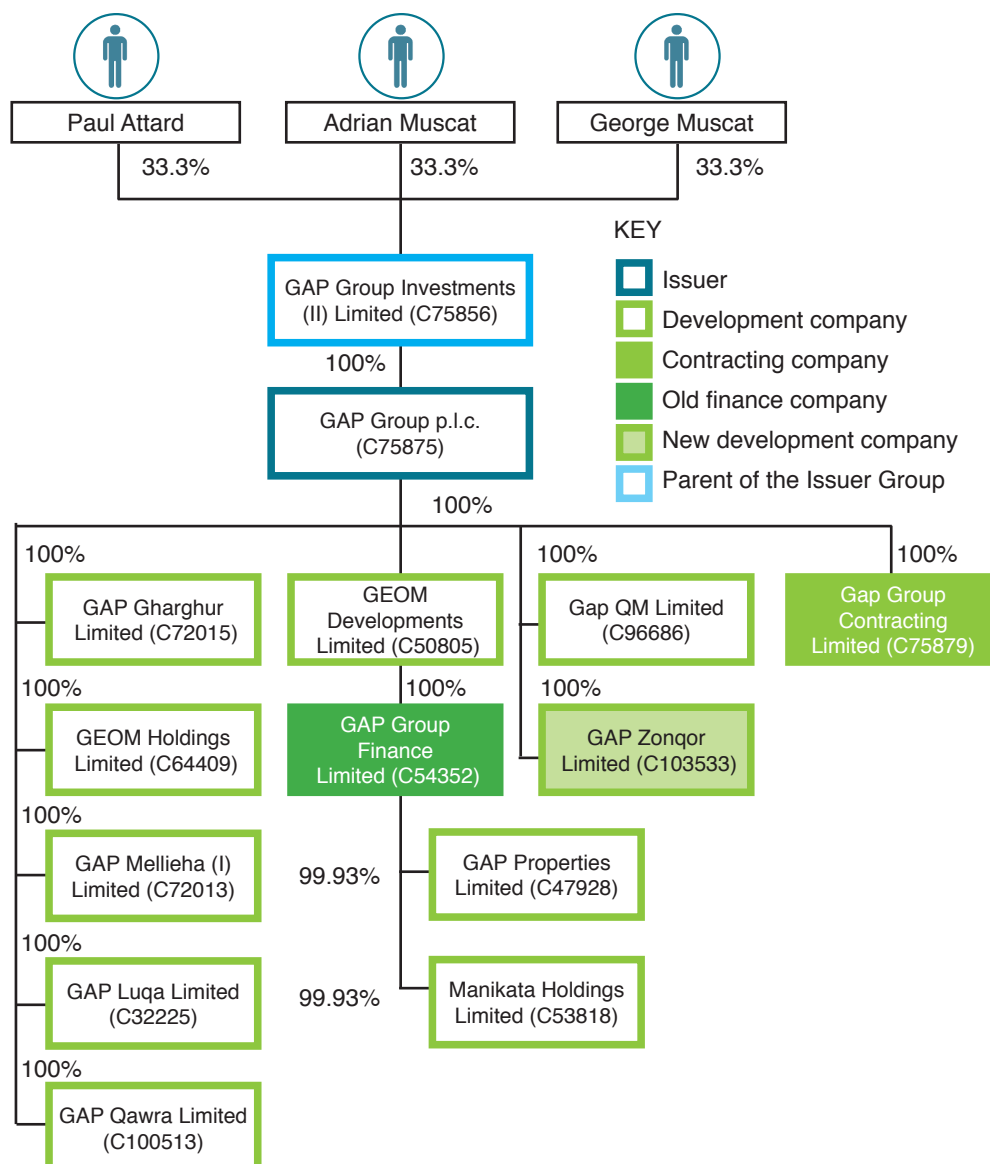 Paul Attard
Adrian Muscat
George Muscat
33.3%
33.3%
33.3%
KEY
Issuer
Development company
Contracting company
Old finance company
New development company
Parent of the Issuer Group
GAP Group Investments
(II) Limited (C75856)
100%
GAP Group p.l.c.
(C75875)
100%
100%
GAP Gharghur
Limited (C72015)
100%
GEOM Holdings
Limited (C64409)
100%
GAP Mellieha (I)
Limited (C72013)
100%
GAP Luqa Limited
(C32225)
100%
GAP Qawra Limited
(C100513)
GEOM
Developments
Limited (C50805)
100%
GAP Group
Finance
Limited (C54352)
99.93%
GAP Properties
Limited (C47928)
99.93%
Manikata Holdings
Limited (C53818)
100%
Gap QM Limited
(C96686)
100%
GAP Zonqor
Limited (C103533)
100%
Gap Group
Contracting
Limited (C75879)